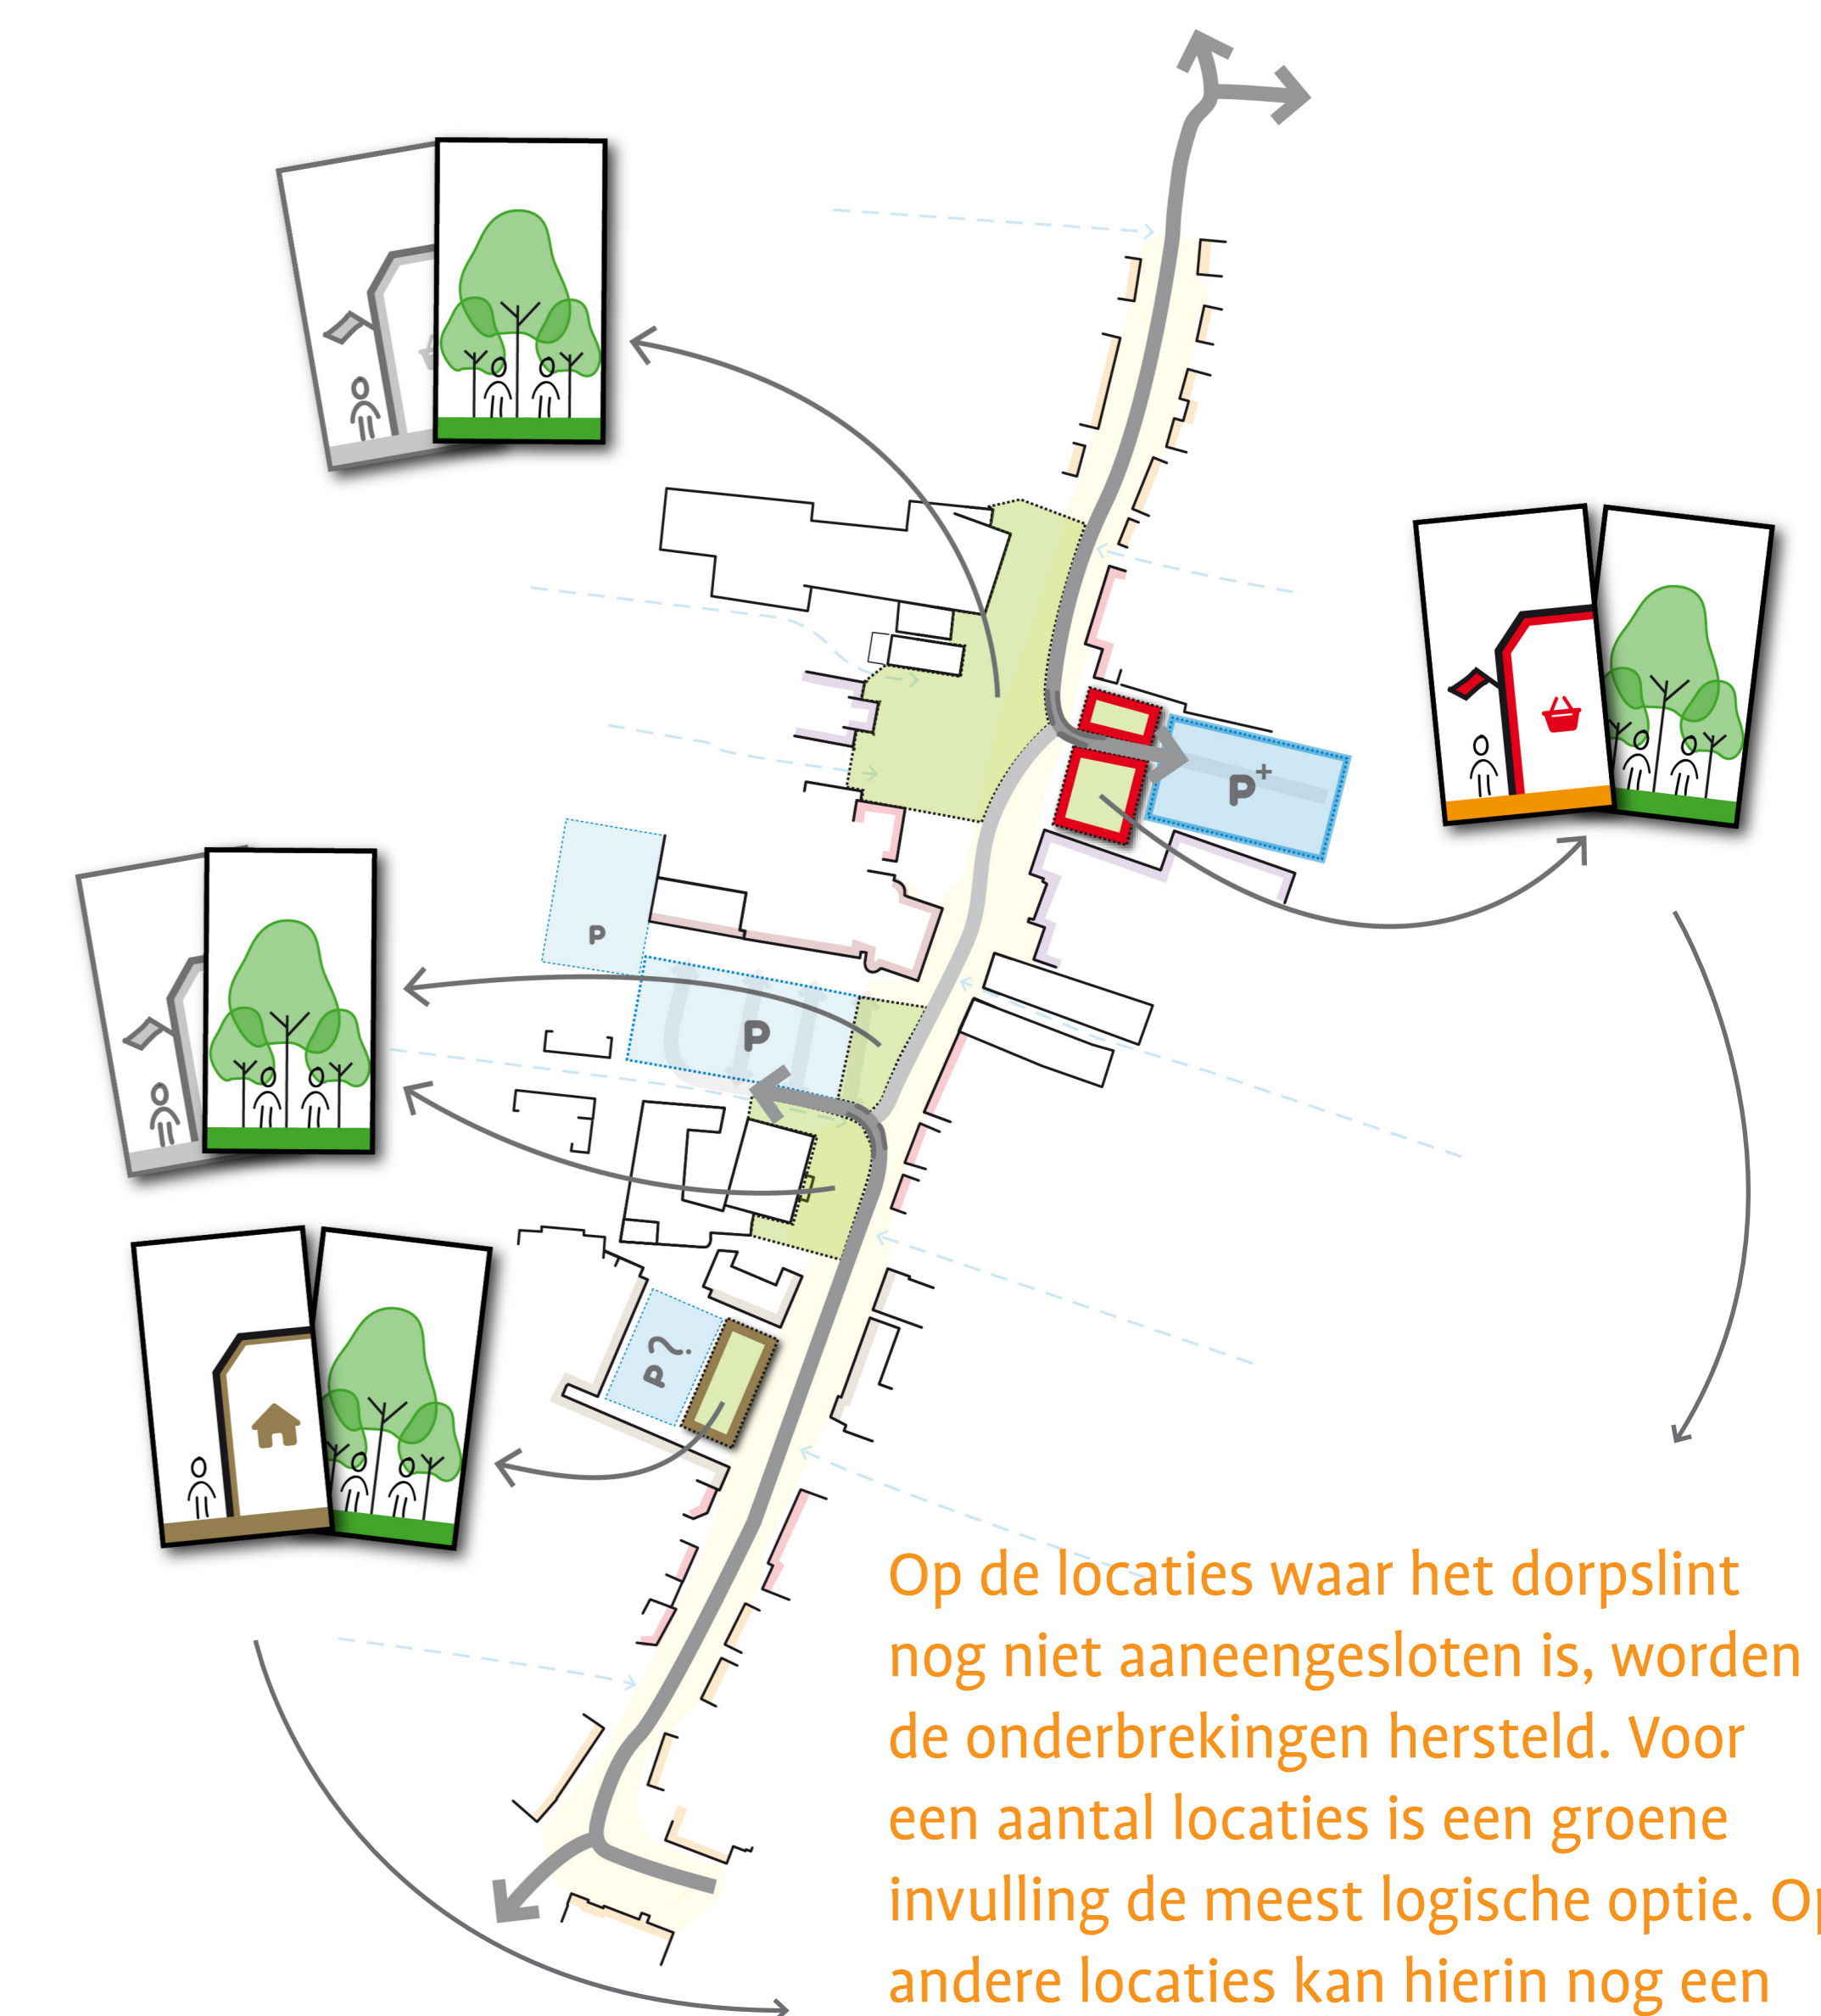 P+
P
P
P?
Op de locaties waar het dorpslint
nog niet aaneengesloten is, worden
de onderbrekingen hersteld. Voor
een aantal locaties is een groene
invulling de meest logische optie. Op
andere locaties kan hierin nog een